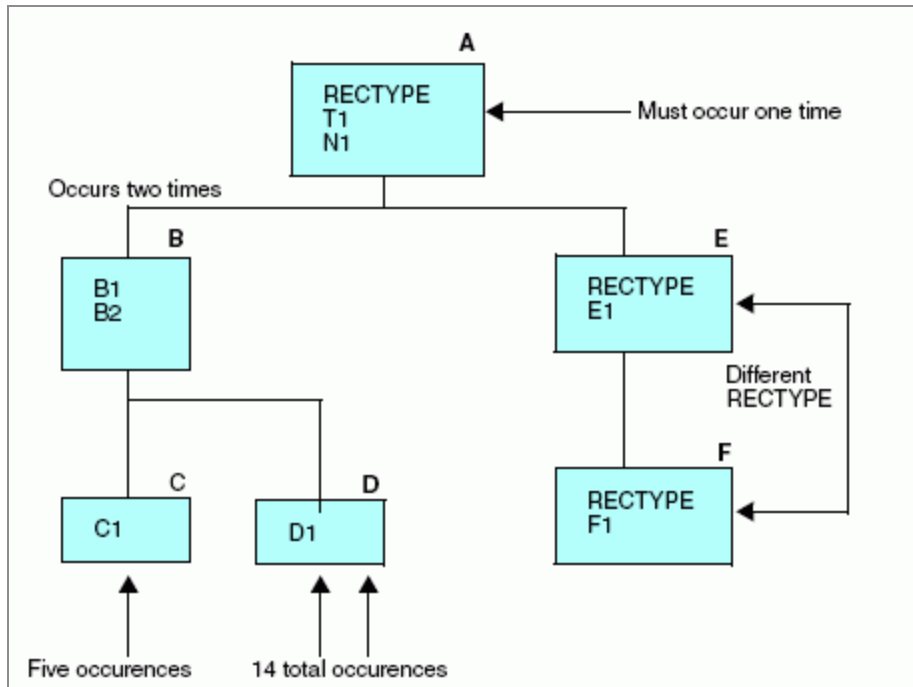 A
RECTYPE
T1
N1
Must occur one time
Occurs two times
B
B1
B2
E
RECTYPE
E1
Different
RECTYPE
C
C1
D
D1
F
RECTYPE
F1
Five occurences
14 total occurences